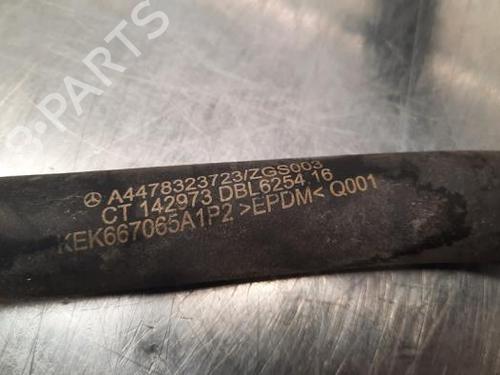 A4478323723/ZGS003
CT 142973 DBL6254 16
KEK667065A1P2 >EPDM< Q001
B-PARTS